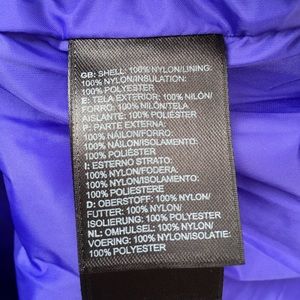 GB: SHELL: 100% NYLON/LINING:
100% NYLON/INSULATION:
100% POLYESTER
E: TELA EXTERIOR: 100% NILÓN/
FORRO: 100% NILÓN/TELA
AISLANTE: 100% POLIÉSTER
P: PARTE EXTERNA:
100% NÁILON/FORRO:
100% NÁILON/ISOLAMENTO:
100% POLIÉSTER
I: ESTERNO STRATO:
100% NYLON/FODERA:
100% NYLON/ISOLAMENTO:
100% POLIESTERE
D: OBERSTOFF: 100% NYLON/
FUTTER: 100% NYLON/
ISOLIERUNG: 100% POLYESTER
NL: OMHULSEL: 100% NYLON/
VOERING: 100% NYLON/ISOLATIE:
100% POLYESTER